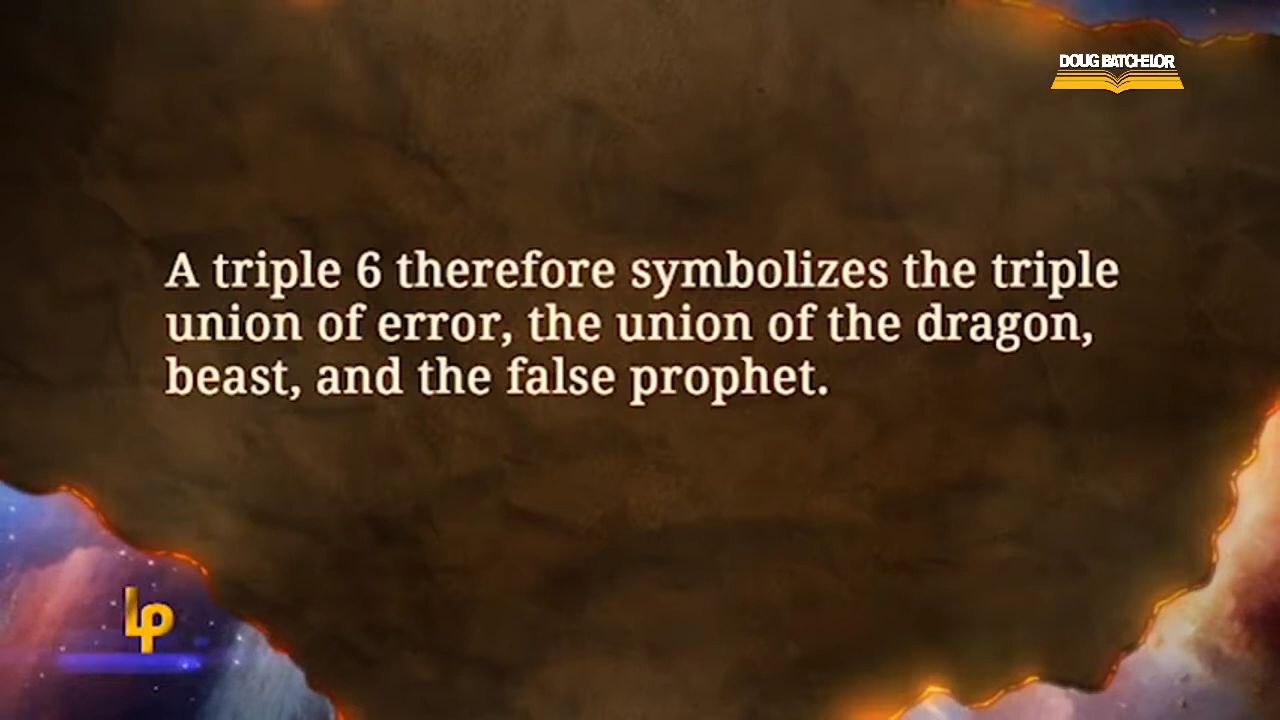 DOUG BATCHELOR
A triple 6 therefore symbolizes the triple
union of error, the union of the dragon,
beast, and the false prophet.
LP